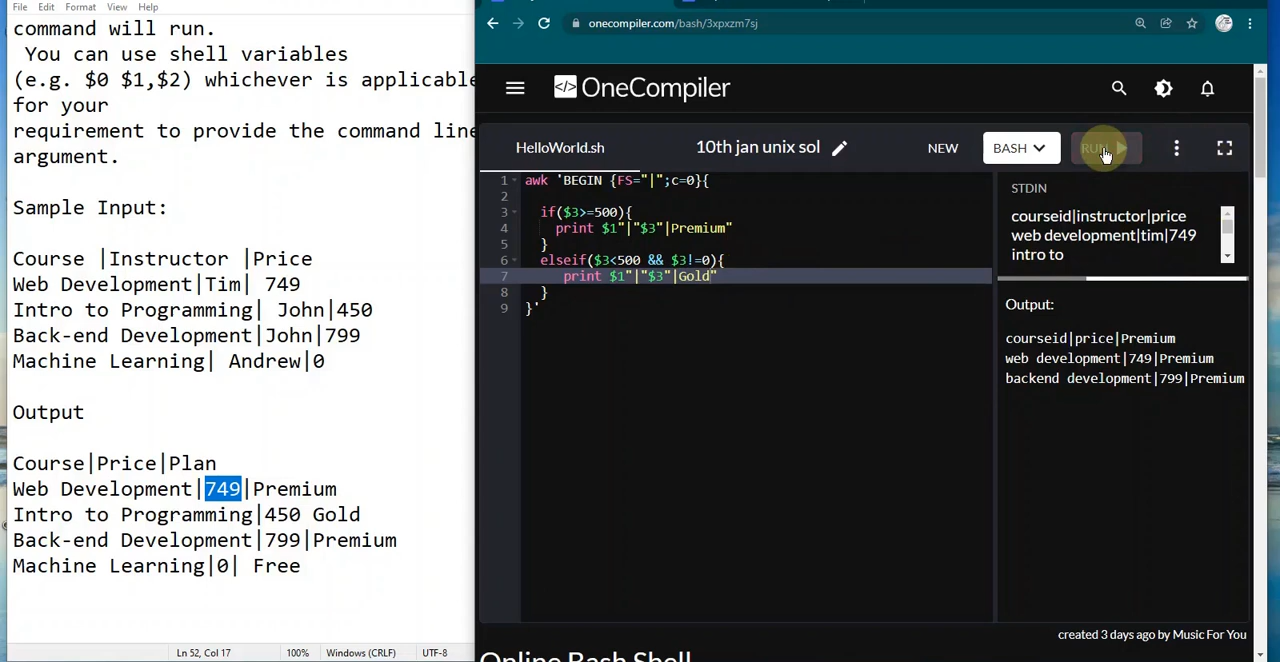 File Edit Format View Help
command will run.
You can use shell variables
(e.g. $0 $1,$2) whichever is applicable
for your
requirement to provide the command line
argument.
Sample Input:
Course |Instructor |Price
Web Development|Tim| 749
Intro to Programming| John|450
Back-end Development|John|799
Machine Learning| Andrew|0
Output
Course|Price|Plan
Web Development|749|Premium
Intro to Programming|450 Gold
Back-end Development|799|Premium
Machine Learning|0| Free
Ln 52, Col 17 100% Windows (CRLF) UTF-8
onecompiler.com/bash/3xpxzm7sj
</> OneCompiler
HelloWorld.sh 10th jan unix sol NEW BASH RUN
1 awk 'BEGIN {FS="|";c=0}{
2
3 if($3>=500){
4 print $1"|"$3"|Premium"
5 }
6 elseif($3<500 && $3!=0){
7 print $1"|"$3"|Gold"
8 }
9 }'
STDIN
courseid|instructor|price
web development|tim|749
intro to
Output:
courseid|price|Premium
web development|749|Premium
backend development|799|Premium
created 3 days ago by Music For You
Online Bash Shell